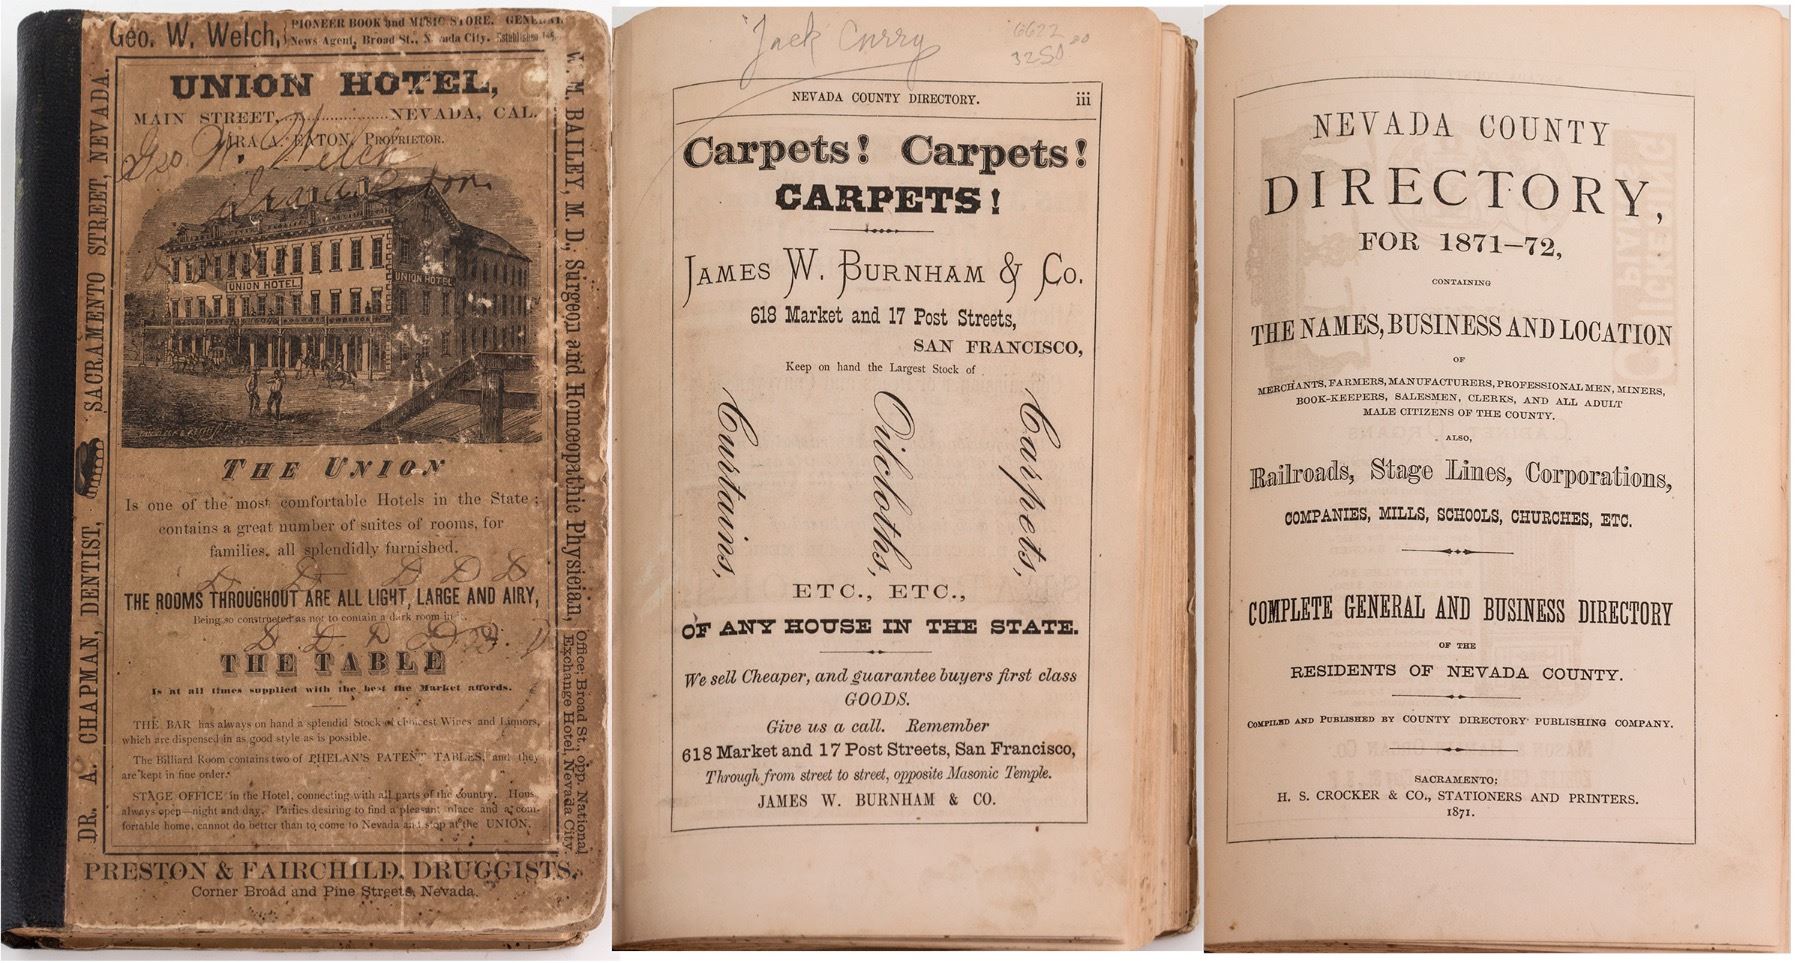 Geo. W. Welch, PIONEER BOOK and MUSIC STORE. GENERAL
News Agent, Broad St., Nevada City. Established
UNION HOTEL,
MAIN STREET,..................NEVADA, CAL.
IRA A. EATON, PROPRIETOR.
Geo. W. Welch
Ira A. Eaton
UNION HOTEL
UNION HOTEL
THE UNION
Is one of the most comfortable Hotels in the State;
contains a great number of suites of rooms, for
families, all splendidly furnished.
D D D D D
THE ROOMS THROUGHOUT ARE ALL LIGHT, LARGE AND AIRY,
Being so constructed as not to contain a dark room in it.
THE TABLE
Is at all times supplied with the best the Market affords.
THE BAR has always on hand a splendid Stock of choicest Wines and Liquors,
which are dispensed in as good style as is possible.
The Billiard Room contains two of PHELAN'S PATENT TABLES, and they
are kept in fine order.
STAGE OFFICE in the Hotel, connecting with all parts of the country. House
always open—night and day. Parties desiring to find a pleasant place and a com-
fortable home, cannot do better than to come to Nevada and stop at the UNION.
DR. A. CHAPMAN, DENTIST, SACRAMENTO STREET, NEVADA.
W. M. BAILEY, M. D., Surgeon and Homœopathic Physician,
Office; Broad St., opp. National
Exchange Hotel, Nevada City.
PRESTON & FAIRCHILD, DRUGGISTS,
Corner Broad and Pine Streets, Nevada.
"Jack" Curry
6622
3250
NEVADA COUNTY DIRECTORY. iii
Carpets! Carpets!
CARPETS!
JAMES W. BURNHAM & CO.
618 Market and 17 Post Streets,
SAN FRANCISCO,
Keep on hand the Largest Stock of
Carpets,
Oilcloths,
Curtains,
ETC., ETC.,
OF ANY HOUSE IN THE STATE.
We sell Cheaper, and guarantee buyers first class
GOODS.
Give us a call. Remember
618 Market and 17 Post Streets, San Francisco,
Through from street to street, opposite Masonic Temple.
JAMES W. BURNHAM & CO.
NEVADA COUNTY
DIRECTORY,
FOR 1871–72,
CONTAINING
THE NAMES, BUSINESS AND LOCATION
OF
MERCHANTS, FARMERS, MANUFACTURERS, PROFESSIONAL MEN, MINERS,
BOOK-KEEPERS, SALESMEN, CLERKS, AND ALL ADULT
MALE CITIZENS OF THE COUNTY.
ALSO,
Railroads, Stage Lines, Corporations,
COMPANIES, MILLS, SCHOOLS, CHURCHES, ETC.
COMPLETE GENERAL AND BUSINESS DIRECTORY
OF THE
RESIDENTS OF NEVADA COUNTY.
COMPILED AND PUBLISHED BY COUNTY DIRECTORY PUBLISHING COMPANY.
SACRAMENTO:
H. S. CROCKER & CO., STATIONERS AND PRINTERS.
1871.